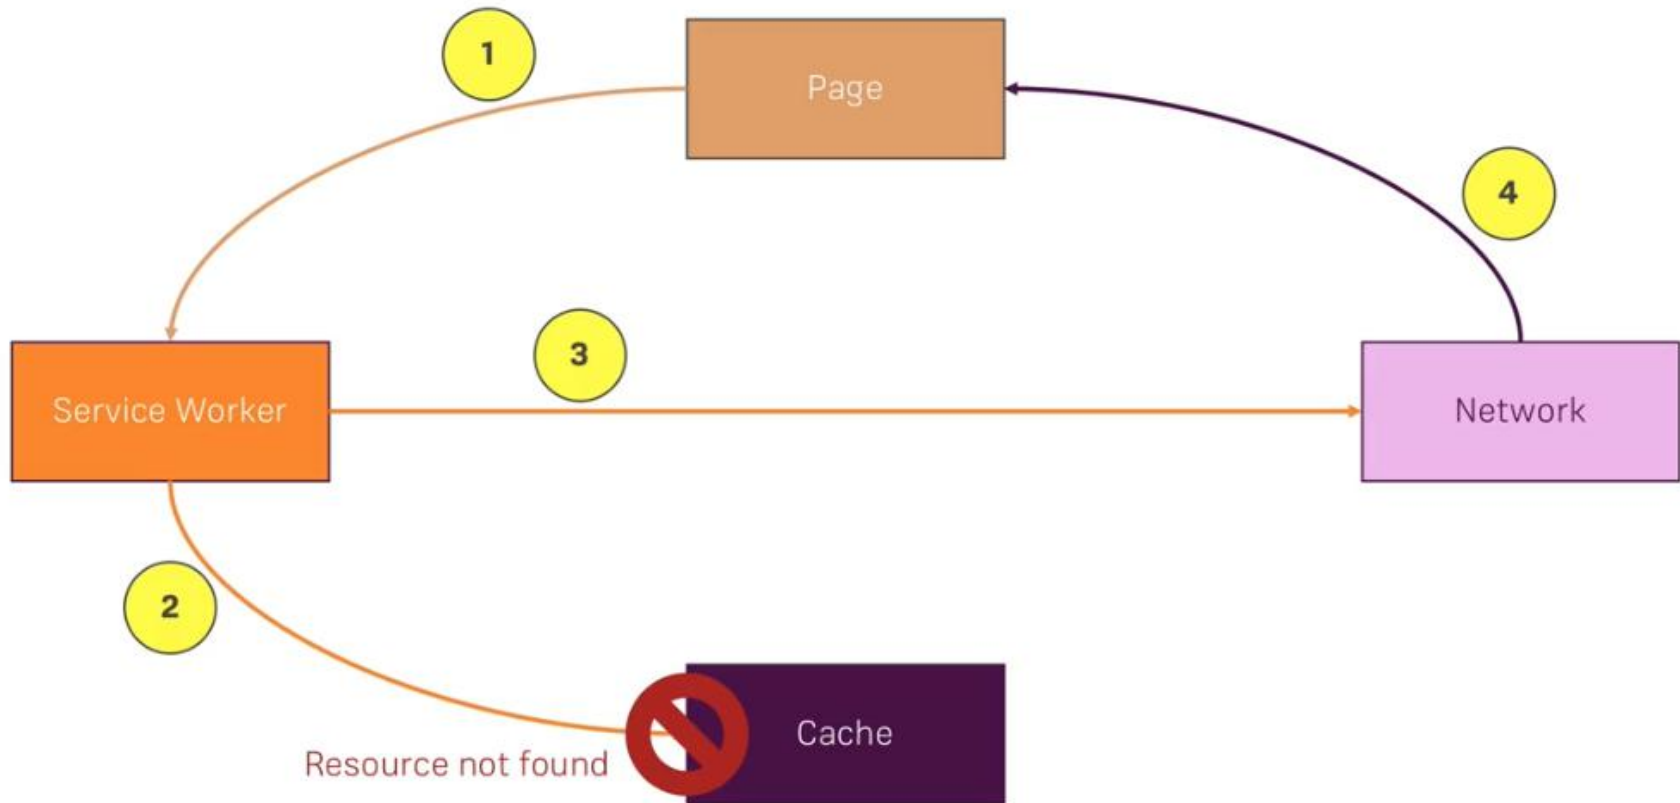 1
Page
4
3
Service Worker
Network
2
Cache
Resource not found